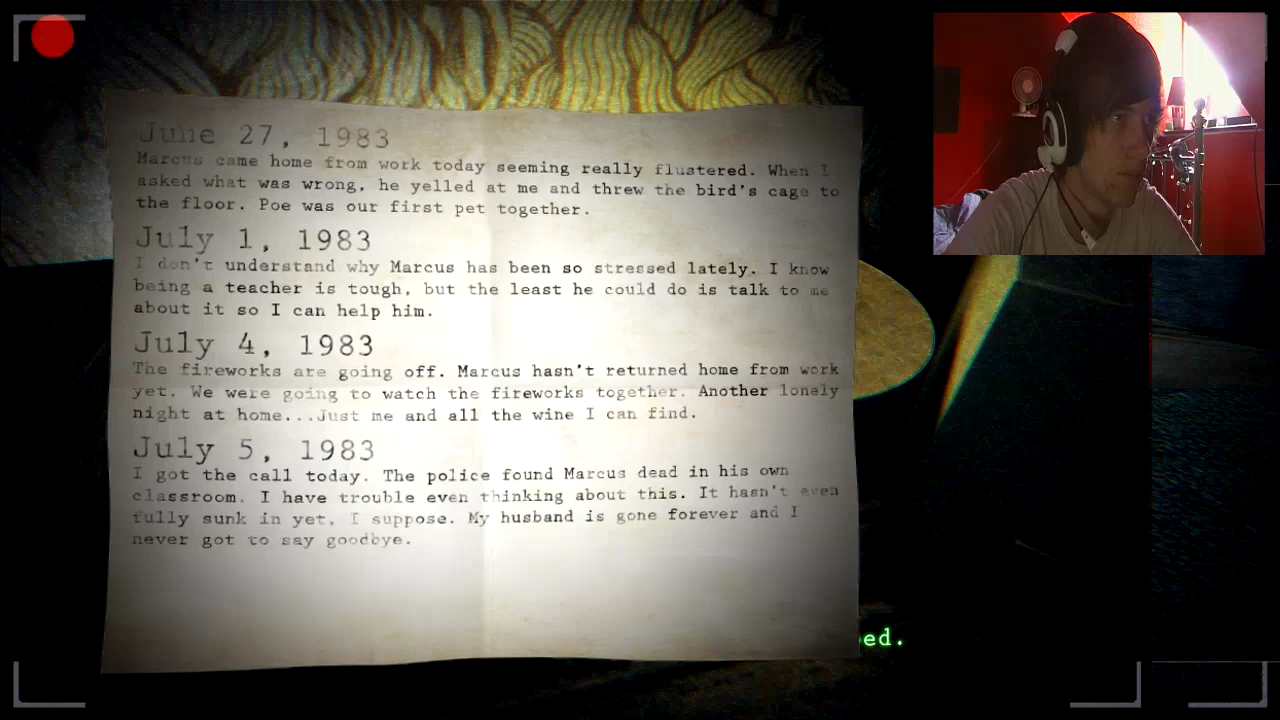 June 27, 1983
Marcus came home from work today seeming really flustered. When I
asked what was wrong, he yelled at me and threw the bird's cage to
the floor. Poe was our first pet together.
July 1, 1983
I don't understand why Marcus has been so stressed lately. I know
being a teacher is tough, but the least he could do is talk to me
about it so I can help him.
July 4, 1983
The fireworks are going off. Marcus hasn't returned home from work
yet. We were going to watch the fireworks together. Another lonely
night at home...Just me and all the wine I can find.
July 5, 1983
I got the call today. The police found Marcus dead in his own
classroom. I have trouble even thinking about this. It hasn't even
fully sunk in yet, I suppose. My husband is gone forever and I
never got to say goodbye.